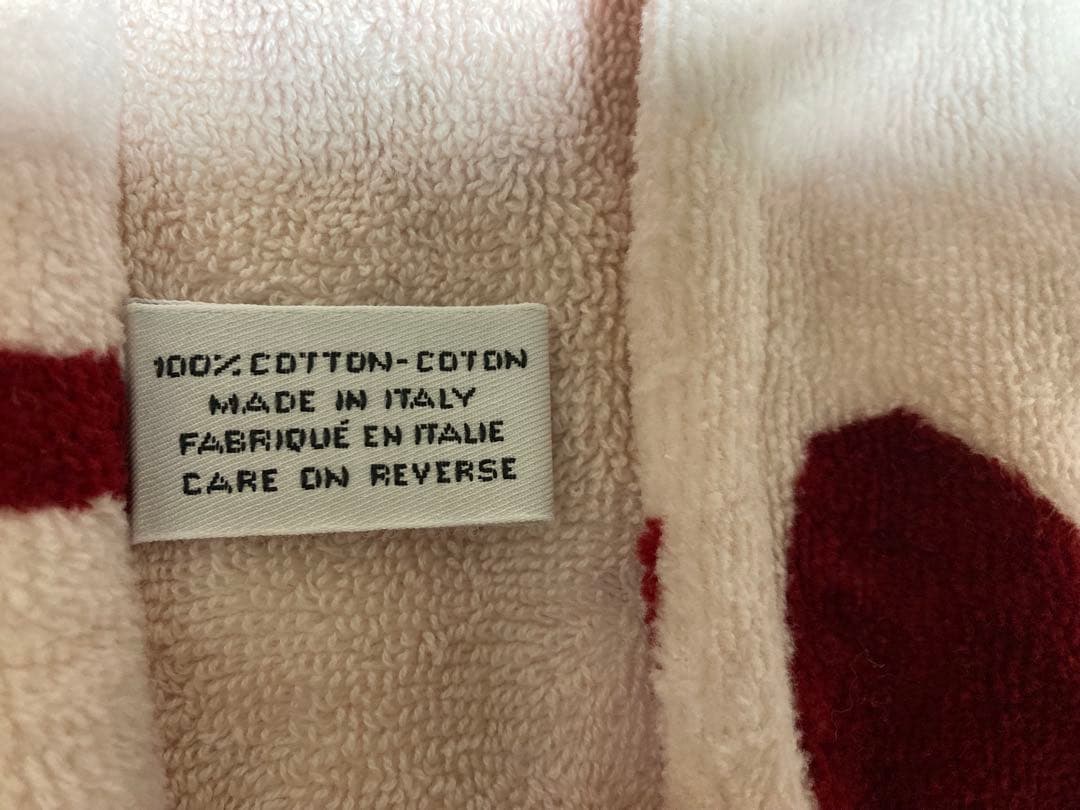 100% COTTON-COTON
MADE IN ITALY
FABRIQUÉ EN ITALIE
CARE ON REVERSE